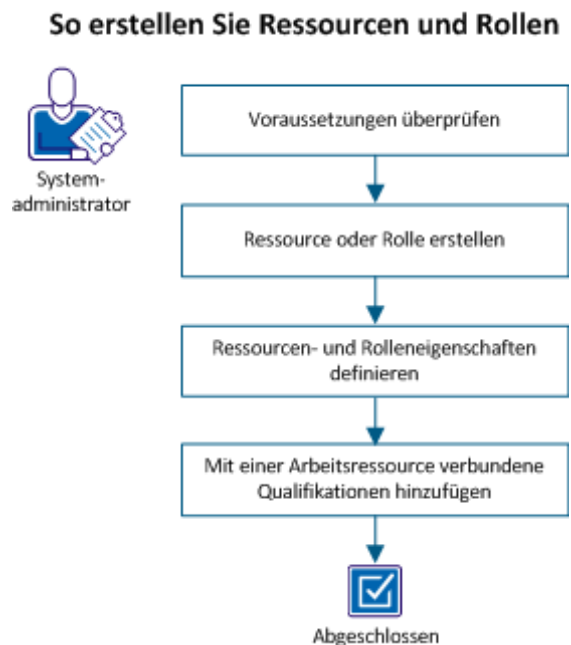 So erstellen Sie Ressourcen und Rollen
System-
administrator
Voraussetzungen überprüfen
Ressource oder Rolle erstellen
Ressourcen- und Rolleneigenschaften
definieren
Mit einer Arbeitsressource verbundene
Qualifikationen hinzufügen
Abgeschlossen